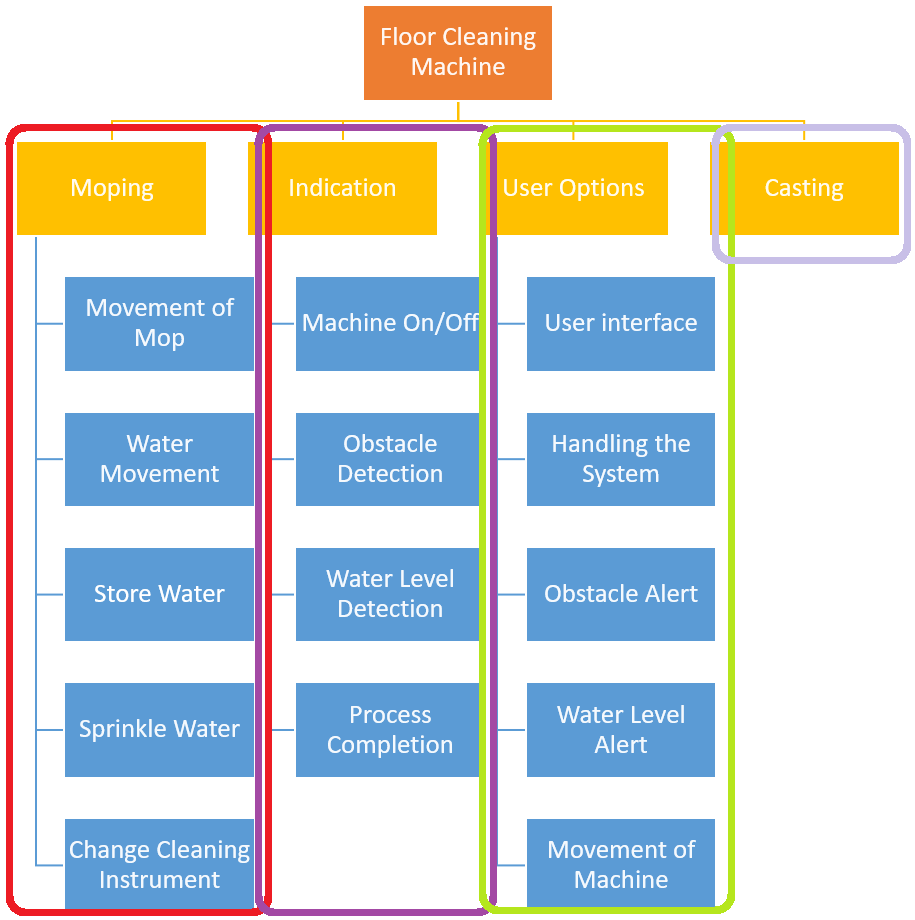 Floor Cleaning
Machine
Moping
Indication
User Options
Casting
Movement of
Mop
Water
Movement
Store Water
Sprinkle Water
Change Cleaning
Instrument
Machine On/Off
Obstacle
Detection
Water Level
Detection
Process
Completion
User interface
Handling the
System
Obstacle Alert
Water Level
Alert
Movement of
Machine